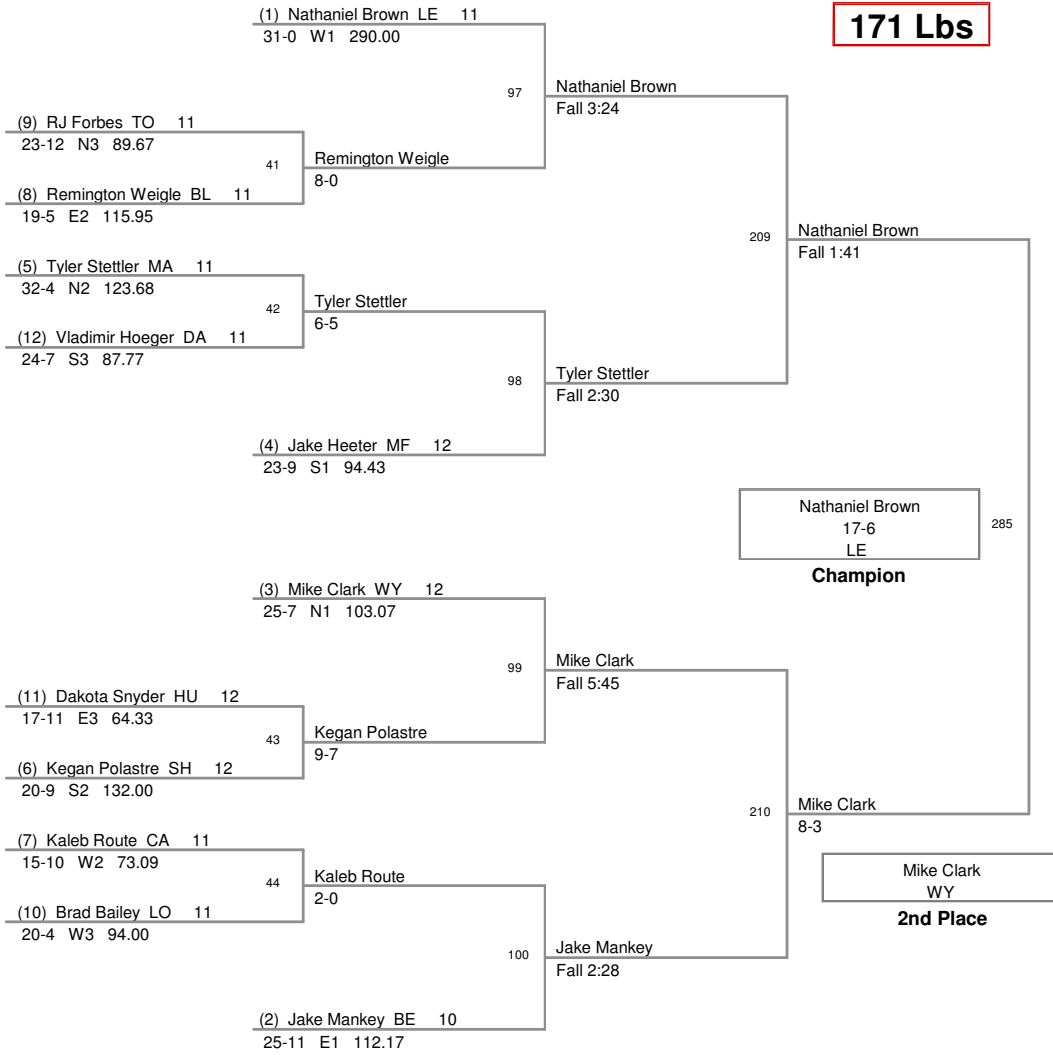 171 Lbs
(1) Nathaniel Brown LE 11
31-0 W1 290.00
97
Nathaniel Brown
Fall 3:24
(9) RJ Forbes TO 11
23-12 N3 89.67
41
Remington Weigle
8-0
(8) Remington Weigle BL 11
19-5 E2 115.95
209
Nathaniel Brown
Fall 1:41
(5) Tyler Stettler MA 11
32-4 N2 123.68
42
Tyler Stettler
6-5
(12) Vladimir Hoeger DA 11
24-7 S3 87.77
98
Tyler Stettler
Fall 2:30
(4) Jake Heeter MF 12
23-9 S1 94.43
Nathaniel Brown
17-6
LE
285
Champion
(3) Mike Clark WY 12
25-7 N1 103.07
99
Mike Clark
Fall 5:45
(11) Dakota Snyder HU 12
17-11 E3 64.33
43
Kegan Polastre
9-7
(6) Kegan Polastre SH 12
20-9 S2 132.00
210
Mike Clark
8-3
(7) Kaleb Route CA 11
15-10 W2 73.09
44
Kaleb Route
2-0
Mike Clark
WY
2nd Place
(10) Brad Bailey LO 11
20-4 W3 94.00
100
Jake Mankey
Fall 2:28
(2) Jake Mankey BE 10
25-11 E1 112.17